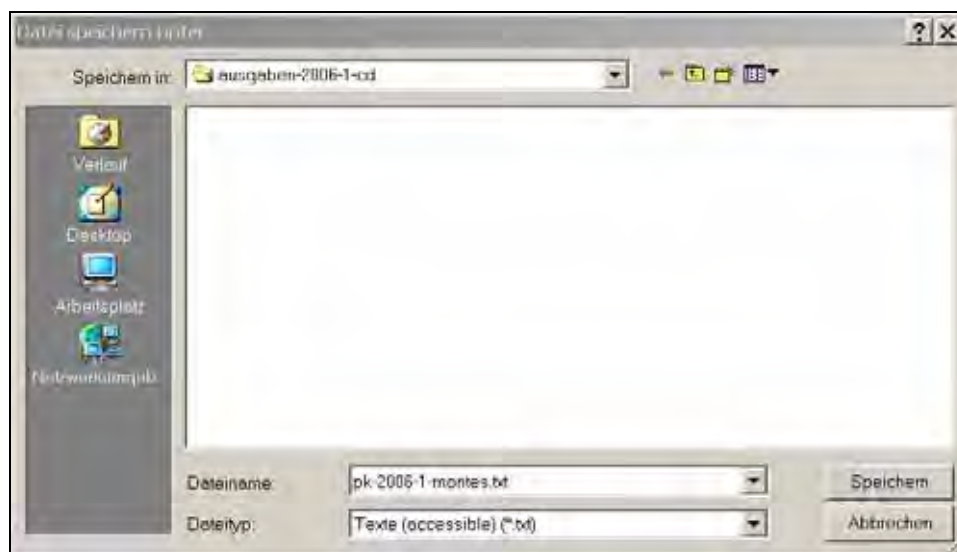 Datei speichern unter
? ×
Speichern in: ausgaben-2006-1-cd
Verlauf
Desktop
Arbeitsplatz
Dateiname: pk-2006-1-montes.txt
Speichern
Dateityp: Texte (accessible) (*.txt)
Abbrechen